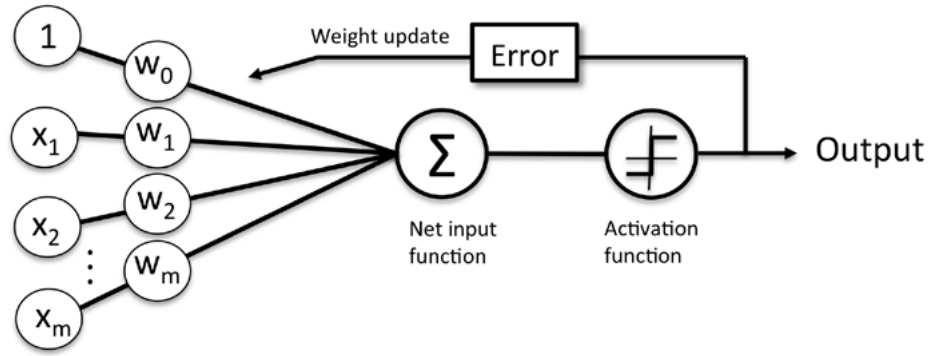 1
w0
Weight update
Error
x1
w1
Σ
Output
x2
w2
Net input
function
Activation
function
⋮
wm
xm